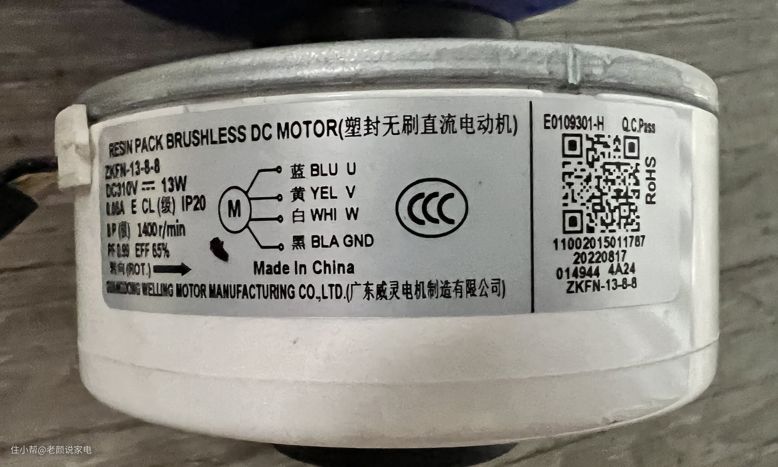 RESIN PACK BRUSHLESS DC MOTOR(塑封无刷直流电动机)
ZKFN-13-8-8
DC310V 13W
0.06A E CL(级) IP20
8 P(极) 1400 r/min
PF 0.99 EFF 65%
转向(ROT.)
M
蓝 BLU U
黄 YEL V
白 WHI W
黑 BLA GND
CCC
Made In China
GUANGDONG WELLING MOTOR MANUFACTURING CO.,LTD.(广东威灵电机制造有限公司)
E0109301-H Q.C.Pass
RoHS
11002015011787
20220817
014944 4A24
ZKFN-13-8-8
住小帮@老顾说家电